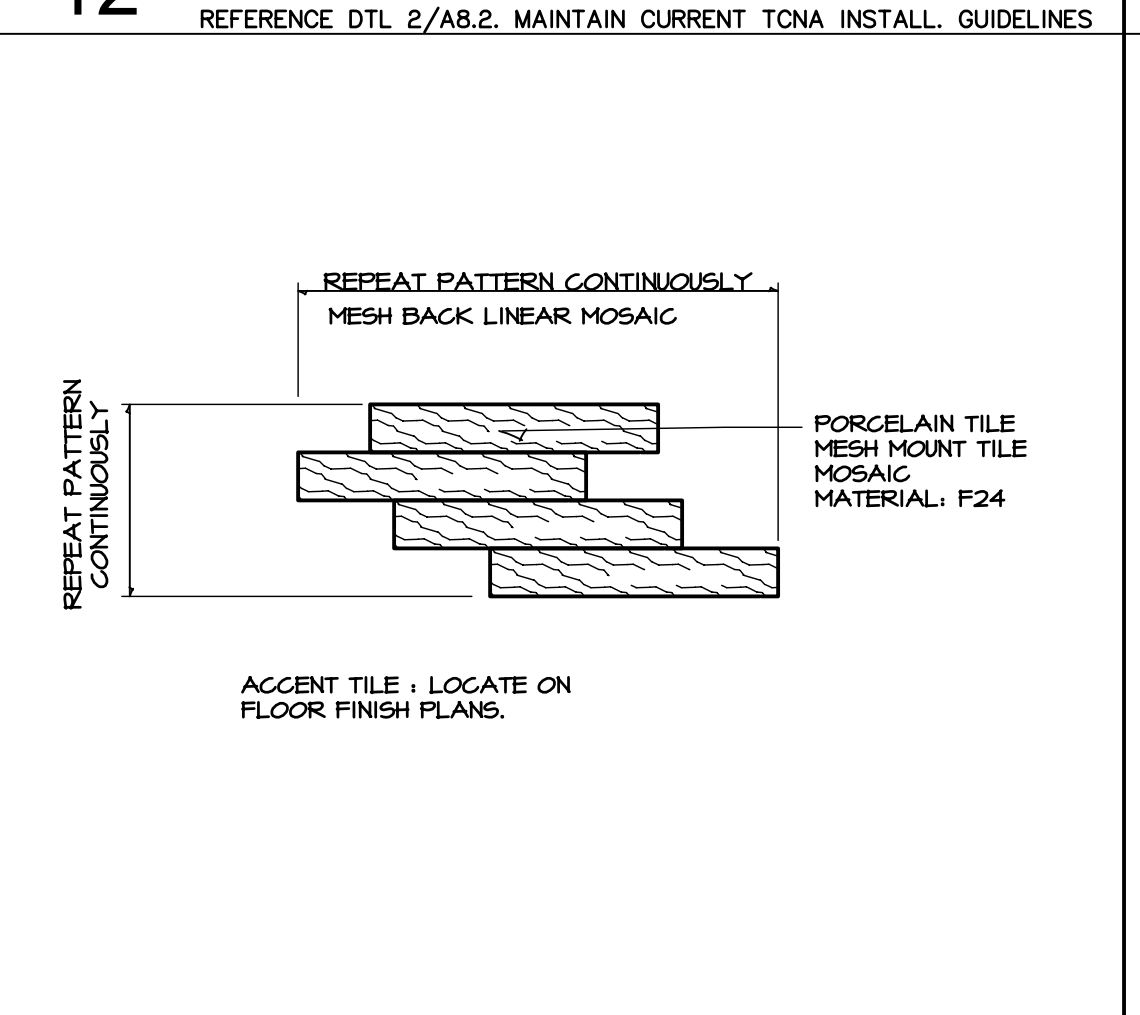 REFERENCE DTL 2/A8.2. MAINTAIN CURRENT TCNA INSTALL. GUIDELINES
REPEAT PATTERN CONTINUOUSLY
MESH BACK LINEAR MOSAIC
REPEAT PATTERN
CONTINUOUSLY
PORCELAIN TILE
MESH MOUNT TILE
MOSAIC
MATERIAL: F24
ACCENT TILE : LOCATE ON
FLOOR FINISH PLANS.